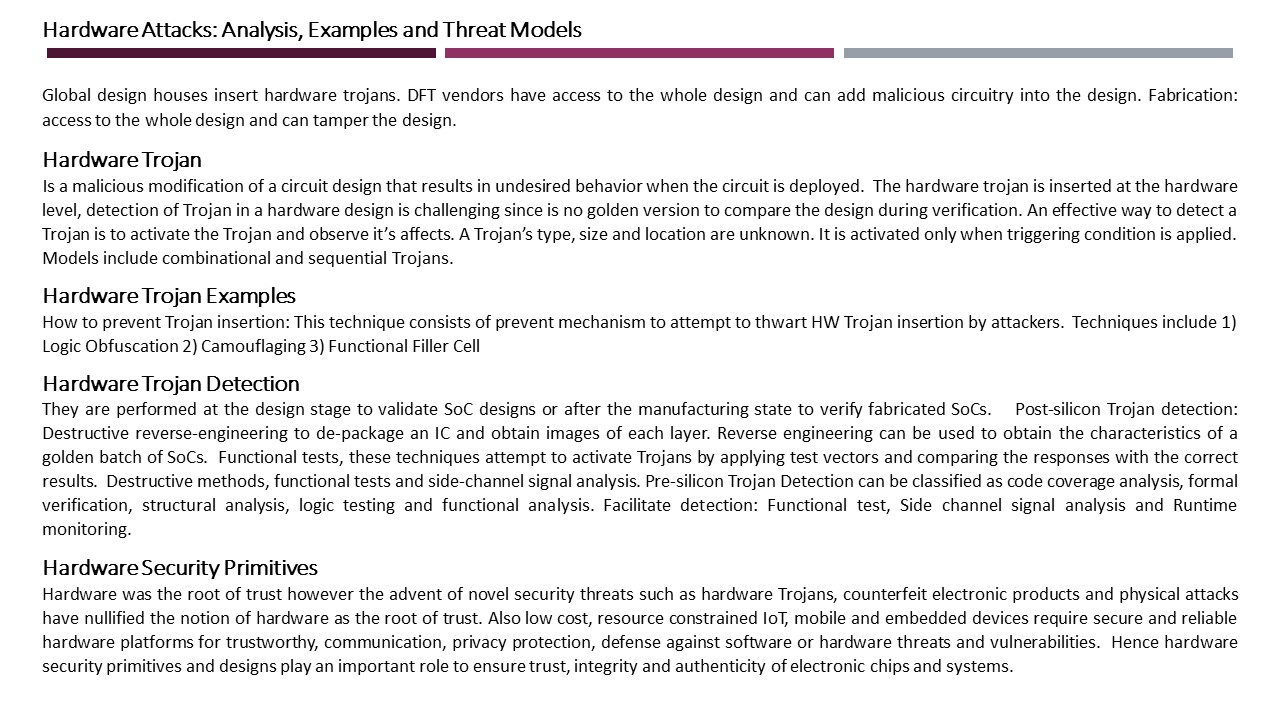 Hardware Attacks: Analysis, Examples and Threat Models
Global design houses insert hardware trojans. DFT vendors have access to the whole design and can add malicious circuitry into the design. Fabrication:
access to the whole design and can tamper the design.
Hardware Trojan
Is a malicious modification of a circuit design that results in undesired behavior when the circuit is deployed. The hardware trojan is inserted at the hardware
level, detection of Trojan in a hardware design is challenging since is no golden version to compare the design during verification. An effective way to detect a
Trojan is to activate the Trojan and observe it's affects. A Trojan's type, size and location are unknown. It is activated only when triggering condition is applied.
Models include combinational and sequential Trojans.
Hardware Trojan Examples
How to prevent Trojan insertion: This technique consists of prevent mechanism to attempt to thwart HW Trojan insertion by attackers. Techniques include 1)
Logic Obfuscation 2) Camouflaging 3) Functional Filler Cell
Hardware Trojan Detection
They are performed at the design stage to validate SoC designs or after the manufacturing state to verify fabricated SoCs. Post-silicon Trojan detection:
Destructive reverse-engineering to de-package an IC and obtain images of each layer. Reverse engineering can be used to obtain the characteristics of a
golden batch of SoCs. Functional tests, these techniques attempt to activate Trojans by applying test vectors and comparing the responses with the correct
results. Destructive methods, functional tests and side-channel signal analysis. Pre-silicon Trojan Detection can be classified as code coverage analysis, formal
verification, structural analysis, logic testing and functional analysis. Facilitate detection: Functional test, Side channel signal analysis and Runtime
monitoring.
Hardware Security Primitives
Hardware was the root of trust however the advent of novel security threats such as hardware Trojans, counterfeit electronic products and physical attacks
have nullified the notion of hardware as the root of trust. Also low cost, resource constrained IoT, mobile and embedded devices require secure and reliable
hardware platforms for trustworthy, communication, privacy protection, defense against software or hardware threats and vulnerabilities. Hence hardware
security primitives and designs play an important role to ensure trust, integrity and authenticity of electronic chips and systems.